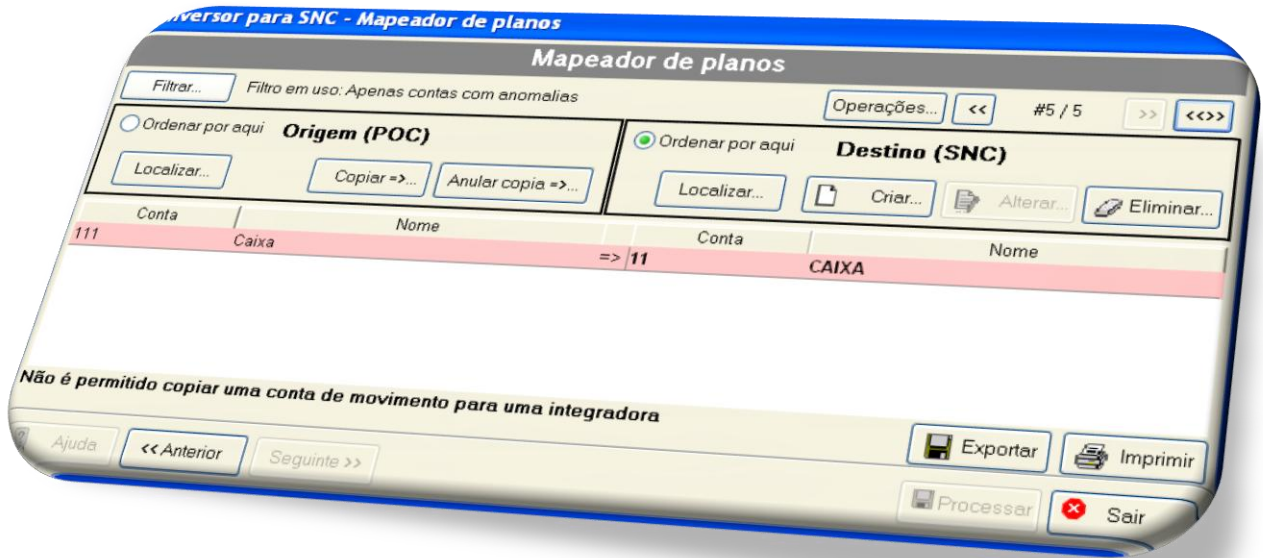 nversor para SNC - Mapeador de planos
Mapeador de planos
Filtrar... Filtro em uso: Apenas contas com anomalias Operações... << #5 / 5 >> <<>>
Ordenar por aqui Origem (POC) Ordenar por aqui Destino (SNC)
Localizar... Copiar =>... Anular copia =>... Localizar... Criar... Alterar... Eliminar...
Conta Nome Conta Nome
111 Caixa => 11 CAIXA
Não é permitido copiar uma conta de movimento para uma integradora
Ajuda << Anterior Seguinte >> Exportar Imprimir
Processar Sair